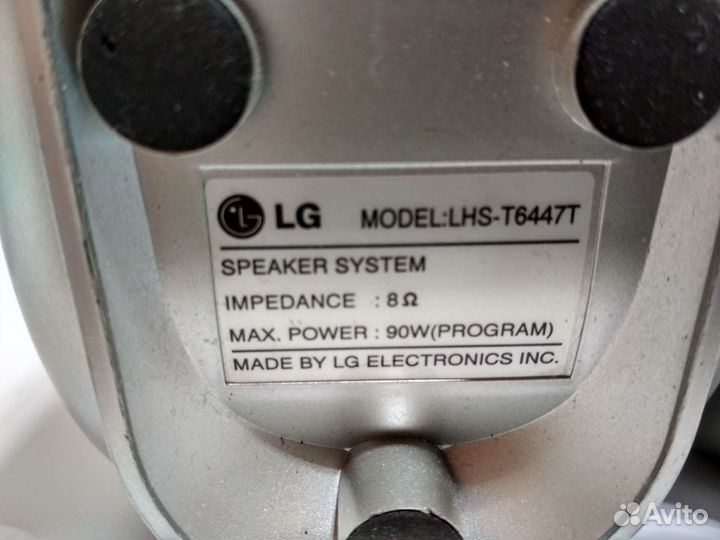 LG MODEL:LHS-T6447T
SPEAKER SYSTEM
IMPEDANCE : 8Ω
MAX. POWER : 90W(PROGRAM)
MADE BY LG ELECTRONICS INC.
Avito